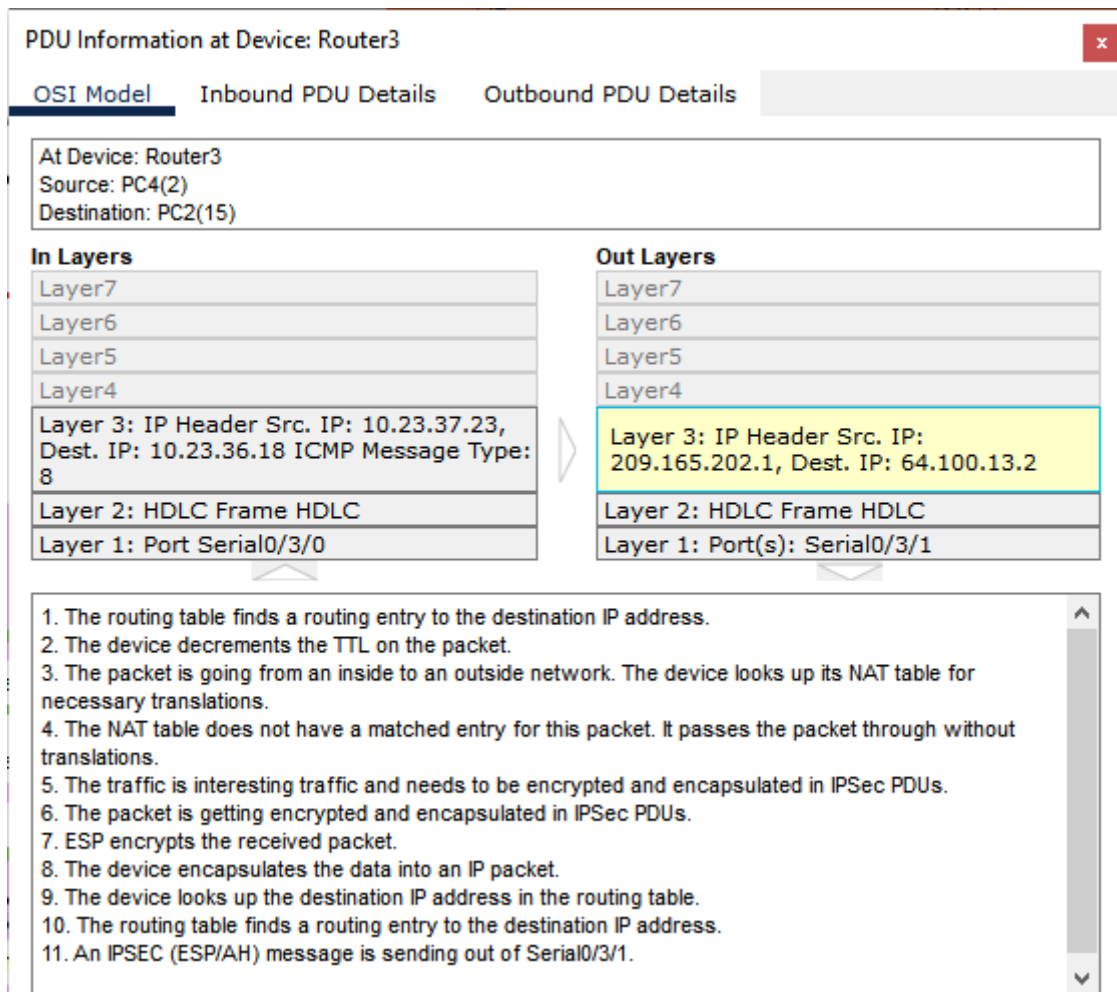 PDU Information at Device: Router3
x
OSI Model
Inbound PDU Details
Outbound PDU Details
At Device: Router3
Source: PC4(2)
Destination: PC2(15)
In Layers
Layer7
Layer6
Layer5
Layer4
Layer 3: IP Header Src. IP: 10.23.37.23,
Dest. IP: 10.23.36.18 ICMP Message Type:
8
Layer 2: HDLC Frame HDLC
Layer 1: Port Serial0/3/0
Out Layers
Layer7
Layer6
Layer5
Layer4
Layer 3: IP Header Src. IP:
209.165.202.1, Dest. IP: 64.100.13.2
Layer 2: HDLC Frame HDLC
Layer 1: Port(s): Serial0/3/1
1. The routing table finds a routing entry to the destination IP address.
2. The device decrements the TTL on the packet.
3. The packet is going from an inside to an outside network. The device looks up its NAT table for
necessary translations.
4. The NAT table does not have a matched entry for this packet. It passes the packet through without
translations.
5. The traffic is interesting traffic and needs to be encrypted and encapsulated in IPSec PDUs.
6. The packet is getting encrypted and encapsulated in IPSec PDUs.
7. ESP encrypts the received packet.
8. The device encapsulates the data into an IP packet.
9. The device looks up the destination IP address in the routing table.
10. The routing table finds a routing entry to the destination IP address.
11. An IPSEC (ESP/AH) message is sending out of Serial0/3/1.